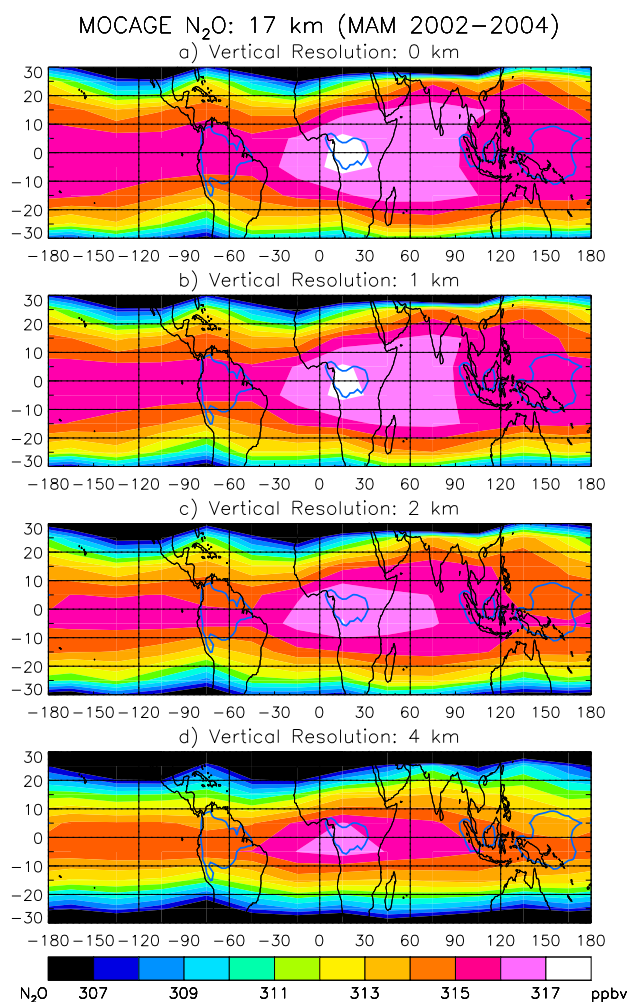 MOCAGE N₂O: 17 km (MAM 2002−2004)
a) Vertical Resolution: 0 km
30
20
10
0
−10
−20
−30
−180 −150 −120 −90 −60 −30 0 30 60 90 120 150 180
b) Vertical Resolution: 1 km
30
20
10
0
−10
−20
−30
−180 −150 −120 −90 −60 −30 0 30 60 90 120 150 180
c) Vertical Resolution: 2 km
30
20
10
0
−10
−20
−30
−180 −150 −120 −90 −60 −30 0 30 60 90 120 150 180
d) Vertical Resolution: 4 km
30
20
10
0
−10
−20
−30
−180 −150 −120 −90 −60 −30 0 30 60 90 120 150 180
N₂O 307 309 311 313 315 317 ppbv